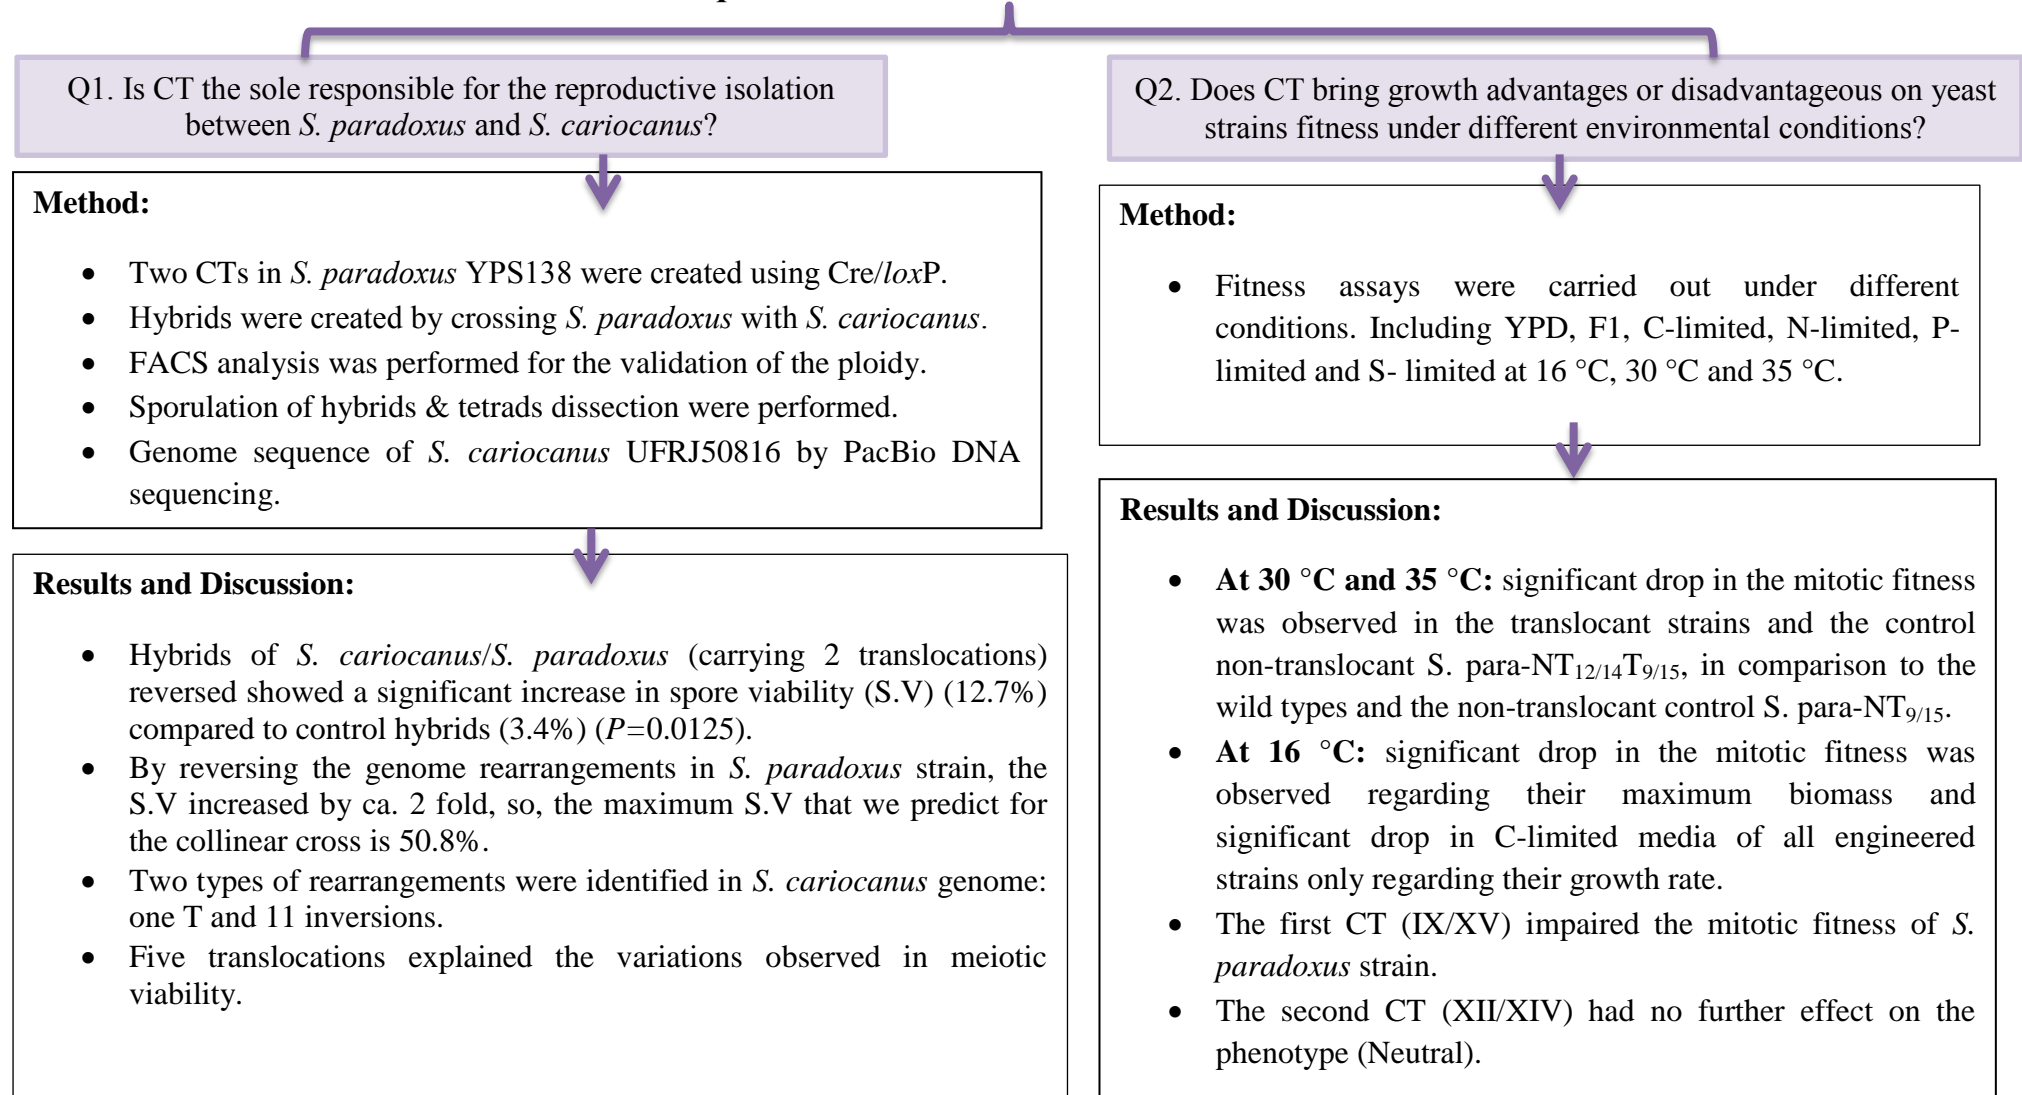 Q1. Is CT the sole responsible for the reproductive isolation
between S. paradoxus and S. cariocanus?
Method:
• Two CTs in S. paradoxus YPS138 were created using Cre/loxP.
• Hybrids were created by crossing S. paradoxus with S. cariocanus.
• FACS analysis was performed for the validation of the ploidy.
• Sporulation of hybrids & tetrads dissection were performed.
• Genome sequence of S. cariocanus UFRJ50816 by PacBio DNA
sequencing.
Results and Discussion:
• Hybrids of S. cariocanus/S. paradoxus (carrying 2 translocations)
reversed showed a significant increase in spore viability (S.V) (12.7%)
compared to control hybrids (3.4%) (P=0.0125).
• By reversing the genome rearrangements in S. paradoxus strain, the
S.V increased by ca. 2 fold, so, the maximum S.V that we predict for
the collinear cross is 50.8%.
• Two types of rearrangements were identified in S. cariocanus genome:
one T and 11 inversions.
• Five translocations explained the variations observed in meiotic
viability.
Q2. Does CT bring growth advantages or disadvantageous on yeast
strains fitness under different environmental conditions?
Method:
• Fitness assays were carried out under different
conditions. Including YPD, F1, C-limited, N-limited, P-
limited and S- limited at 16 °C, 30 °C and 35 °C.
Results and Discussion:
• At 30 °C and 35 °C: significant drop in the mitotic fitness
was observed in the translocant strains and the control
non-translocant S. para-NT12/14T9/15, in comparison to the
wild types and the non-translocant control S. para-NT9/15.
• At 16 °C: significant drop in the mitotic fitness was
observed regarding their maximum biomass and
significant drop in C-limited media of all engineered
strains only regarding their growth rate.
• The first CT (IX/XV) impaired the mitotic fitness of S.
paradoxus strain.
• The second CT (XII/XIV) had no further effect on the
phenotype (Neutral).